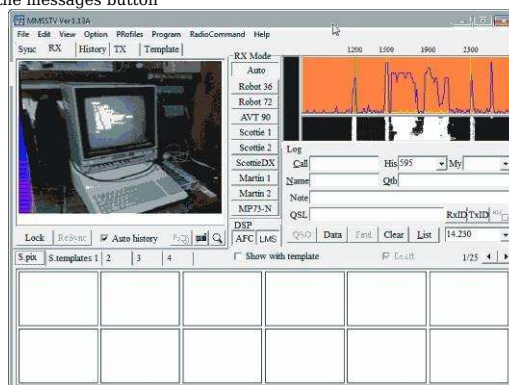 the messages button
MMSSTV Ver1.13A
File Edit View Option PRofiles Program RadioCommand Help
Sync RX History TX Template
RX Mode
1200 1500 1900 2300
Auto
Robot 36
Robot 72
AVT 90
Scottie 1
Scottie 2
ScottieDX
Martin 1
Martin 2
MP73-N
DSP
AFC LMS
Log
Call His 595 My
Name Qth
Note
QSL RxID TxID
QSO Data Find Clear List 14.230
Lock ReSync Auto history
S.pix S.templates 1 2 3 4 Show with template 1/25